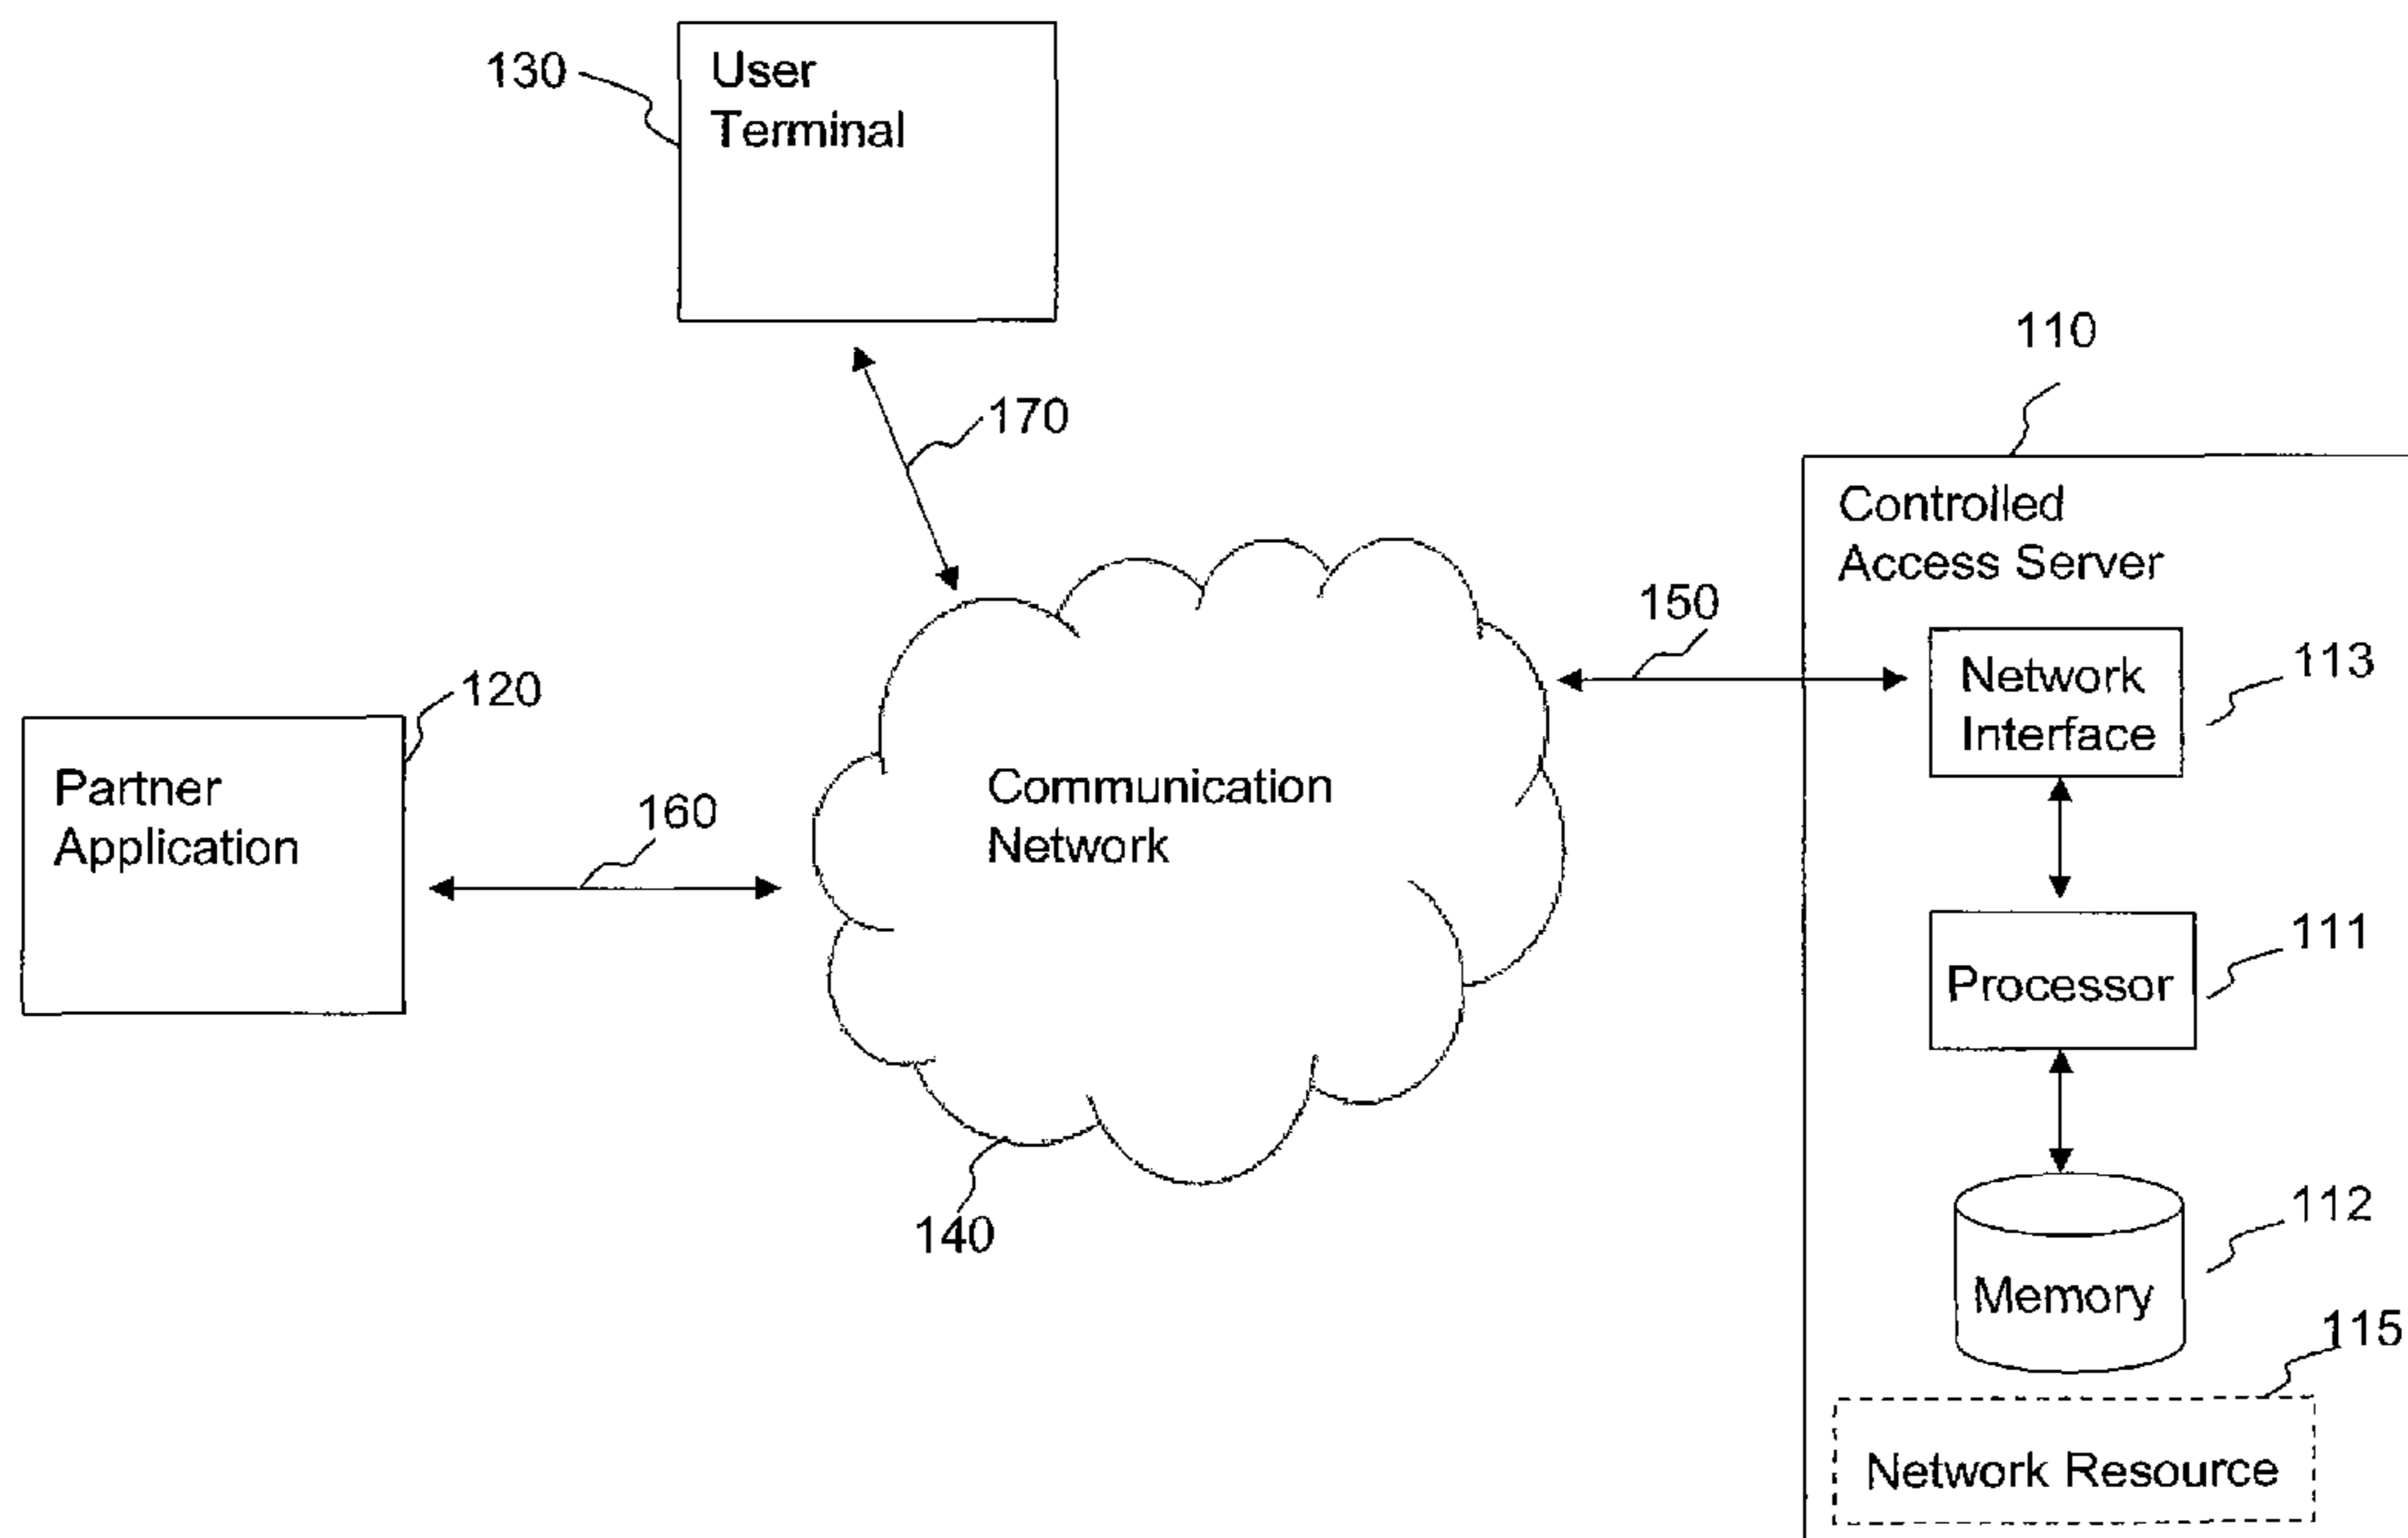 130
User
Terminal
170
110
Controlled
Access Server
150
Network
Interface
113
120
Partner
Application
160
Communication
Network
Processor
111
140
Memory
112
115
Network Resource